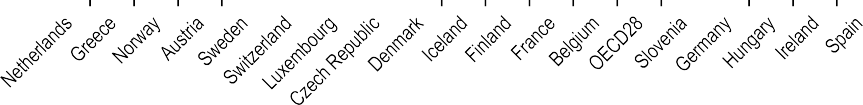 Netherlands
Greece
Norway
Austria
Sweden
Switzerland
Luxembourg
Czech Republic
Denmark
Iceland
Finland
France
Belgium
OECD28
Slovenia
Germany
Hungary
Ireland
Spain